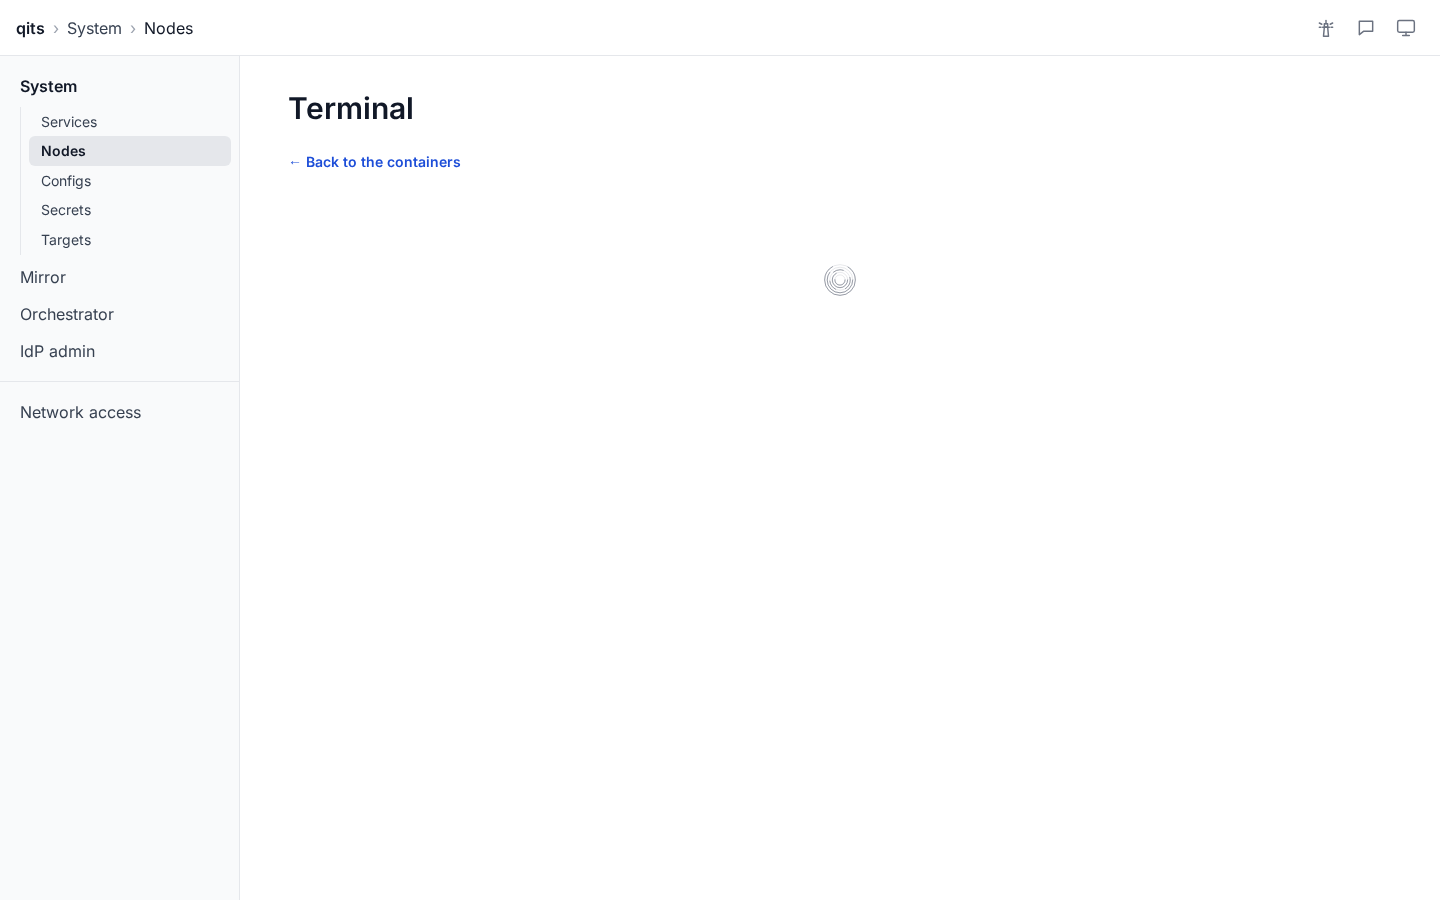 qits › System › Nodes
System
Services
Nodes
Configs
Secrets
Targets
Mirror
Orchestrator
IdP admin
Network access
Terminal
← Back to the containers